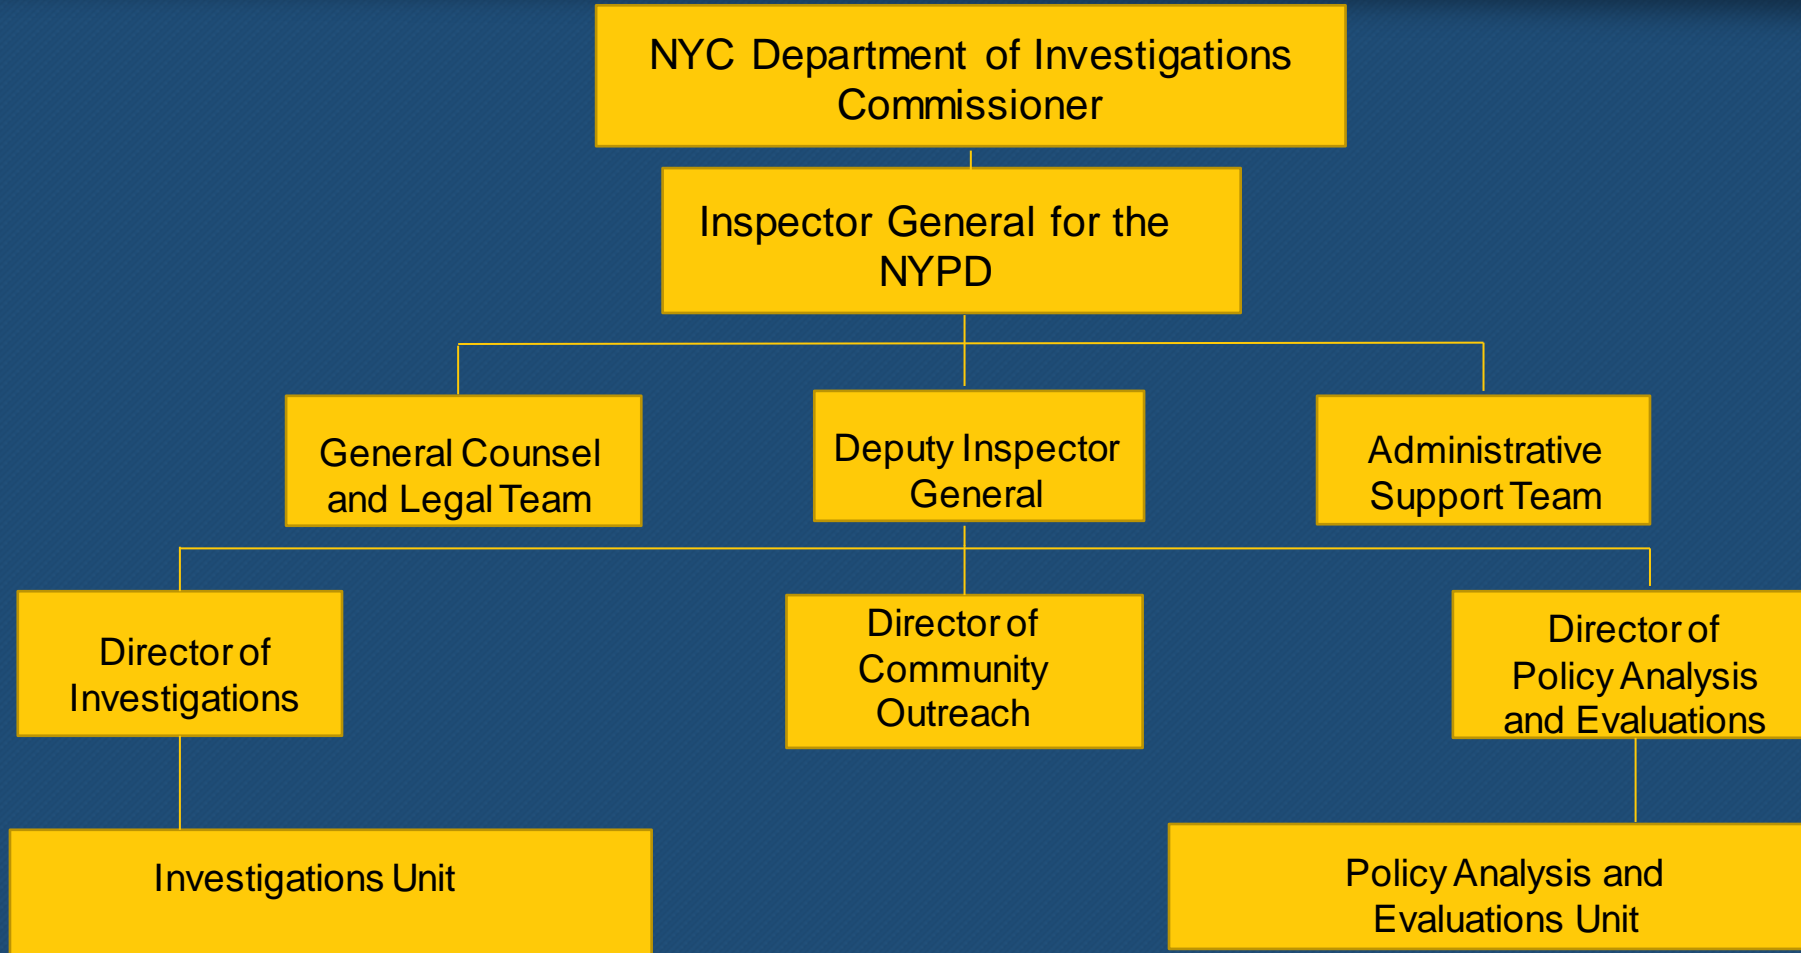 NYC Department of Investigations
Commissioner
Inspector General for the
NYPD
General Counsel
and Legal Team
Deputy Inspector
General
Administrative
Support Team
Director of
Investigations
Director of
Community
Outreach
Director of
Policy Analysis
and Evaluations
Investigations Unit
Policy Analysis and
Evaluations Unit